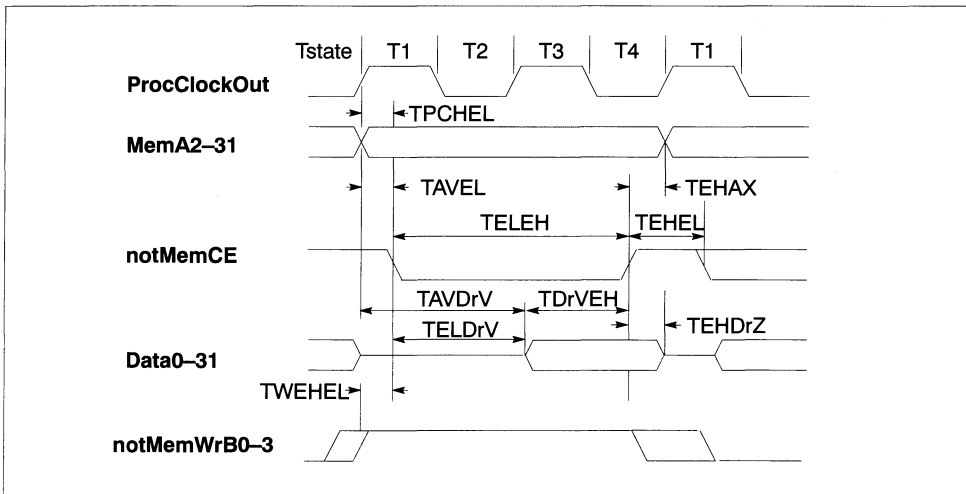 Tstate T1 T2 T3 T4 T1
ProcClockOut
TPCHEL
MemA2–31
TAVEL TEHAX
TELEH TEHEL
notMemCE
TAVDrV TDrVEH
TELDrV TEHDrZ
Data0–31
TWEHEL
notMemWrB0–3